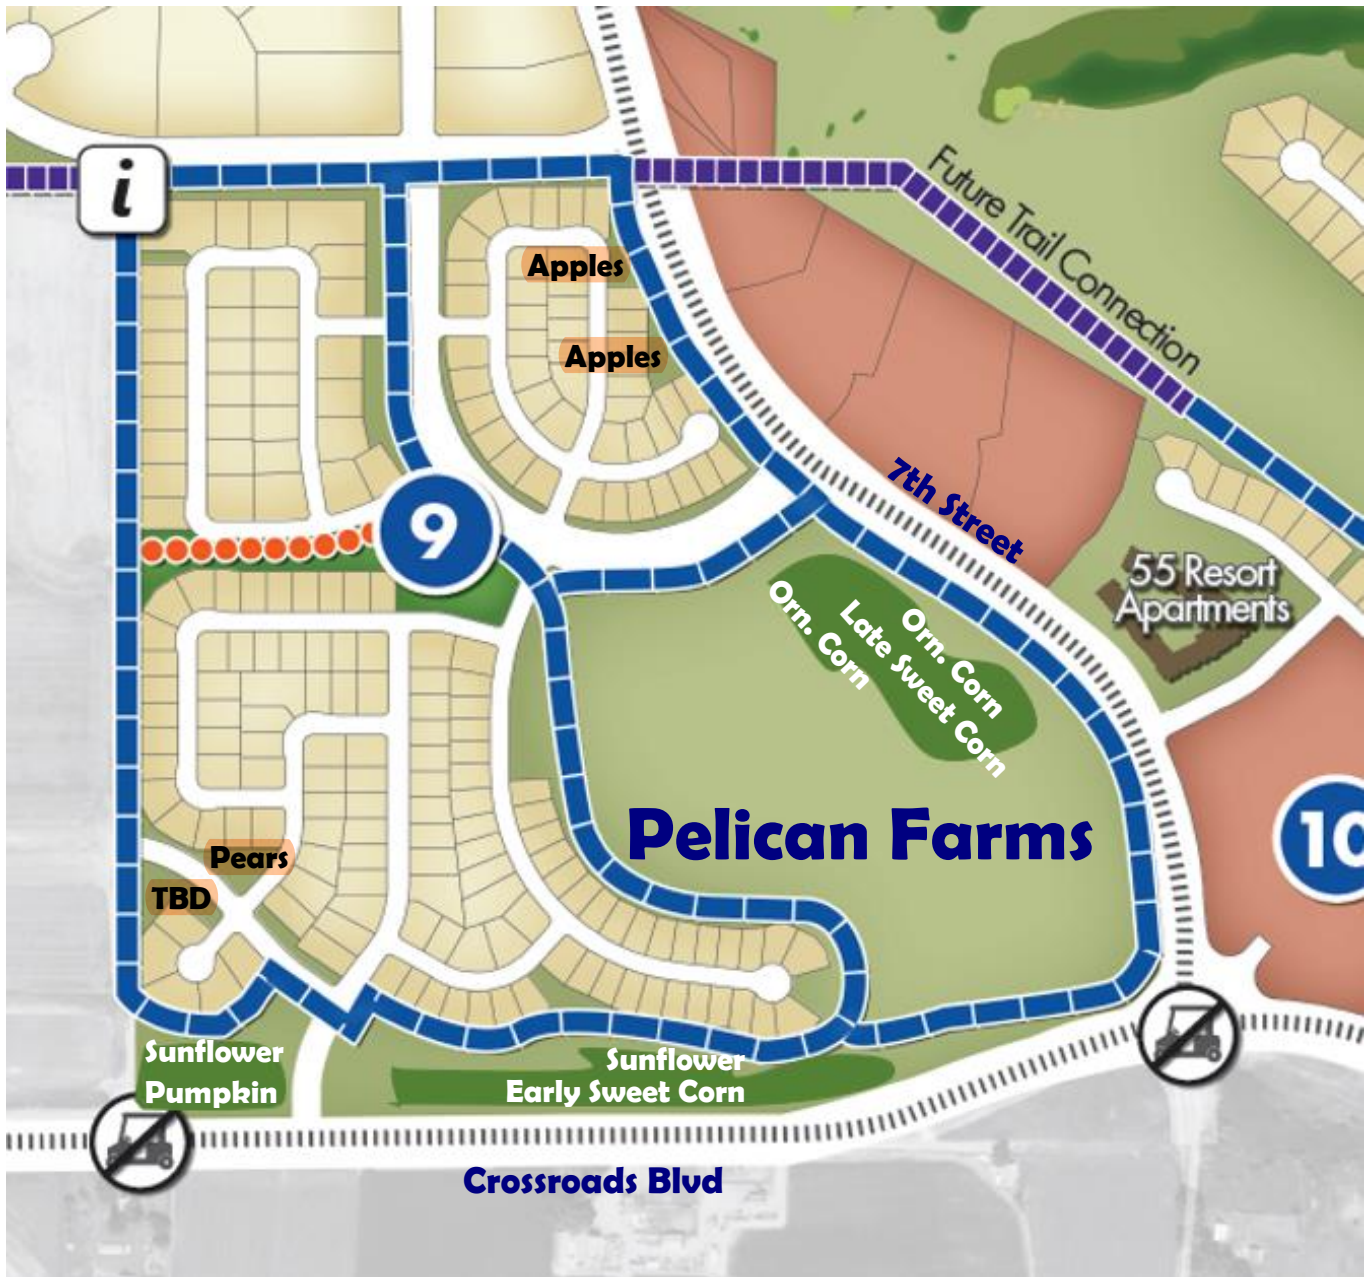 i
Future Trail Connection
Apples
Apples
7th Street
9
55 Resort
Apartments
Orn. Corn
Late Sweet Corn
Orn. Corn
Pelican Farms
10
Pears
TBD
Sunflower
Pumpkin
Sunflower
Early Sweet Corn
Crossroads Blvd